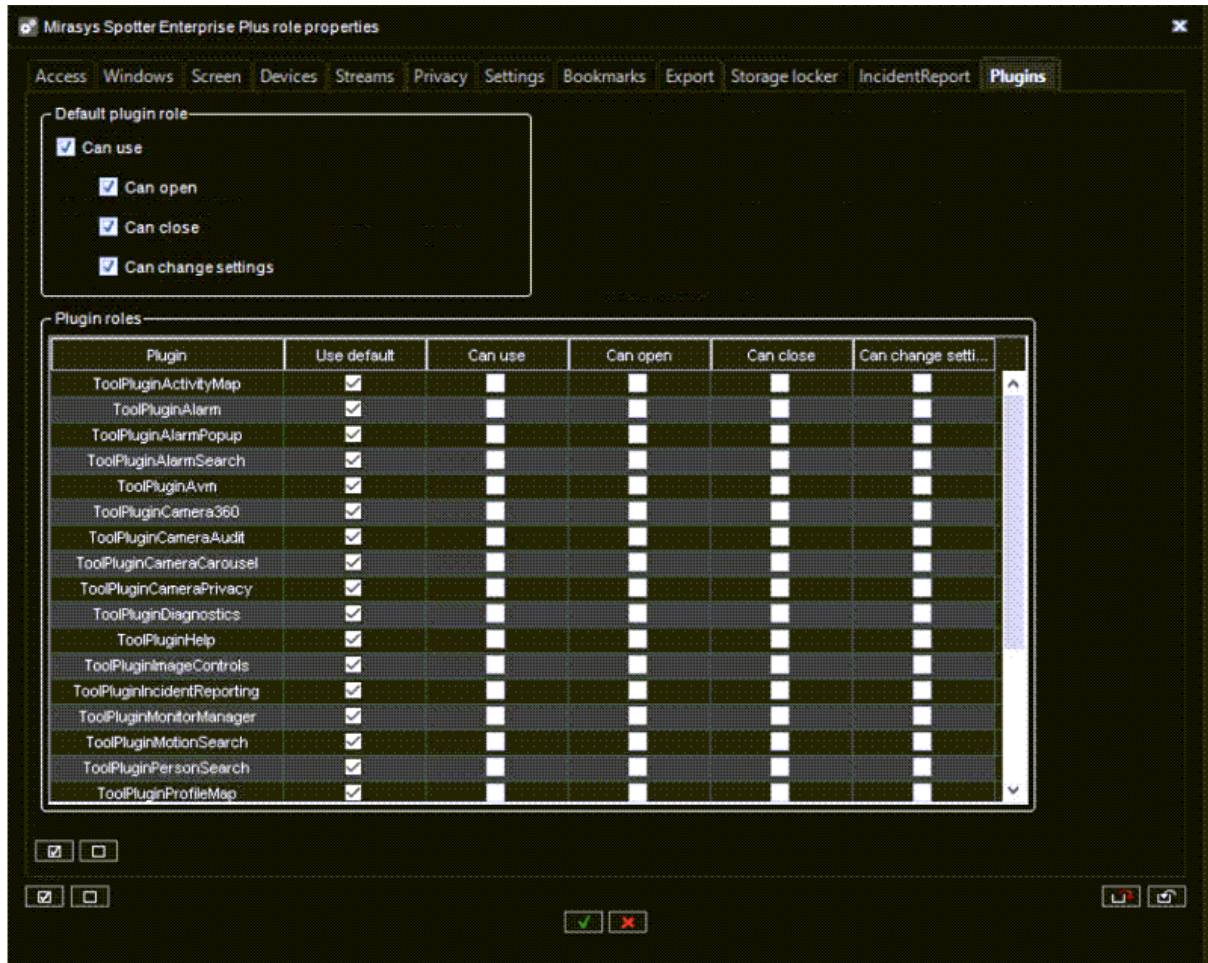 Mirasys Spotter Enterprise Plus role properties
Access Windows Screen Devices Streams Privacy Settings Bookmarks Export Storage locker IncidentReport Plugins
Default plugin role
Can use
Can open
Can close
Can change settings
Plugin roles
Plugin Use default Can use Can open Can close Can change setti...
ToolPluginActivityMap
ToolPluginAlarm
ToolPluginAlarmPopup
ToolPluginAlarmSearch
ToolPluginAvm
ToolPluginCamera360
ToolPluginCameraAudit
ToolPluginCameraCarousel
ToolPluginCameraPrivacy
ToolPluginDiagnostics
ToolPluginHelp
ToolPluginImageControls
ToolPluginIncidentReporting
ToolPluginMonitorManager
ToolPluginMotionSearch
ToolPluginPersonSearch
ToolPluginProfileMap